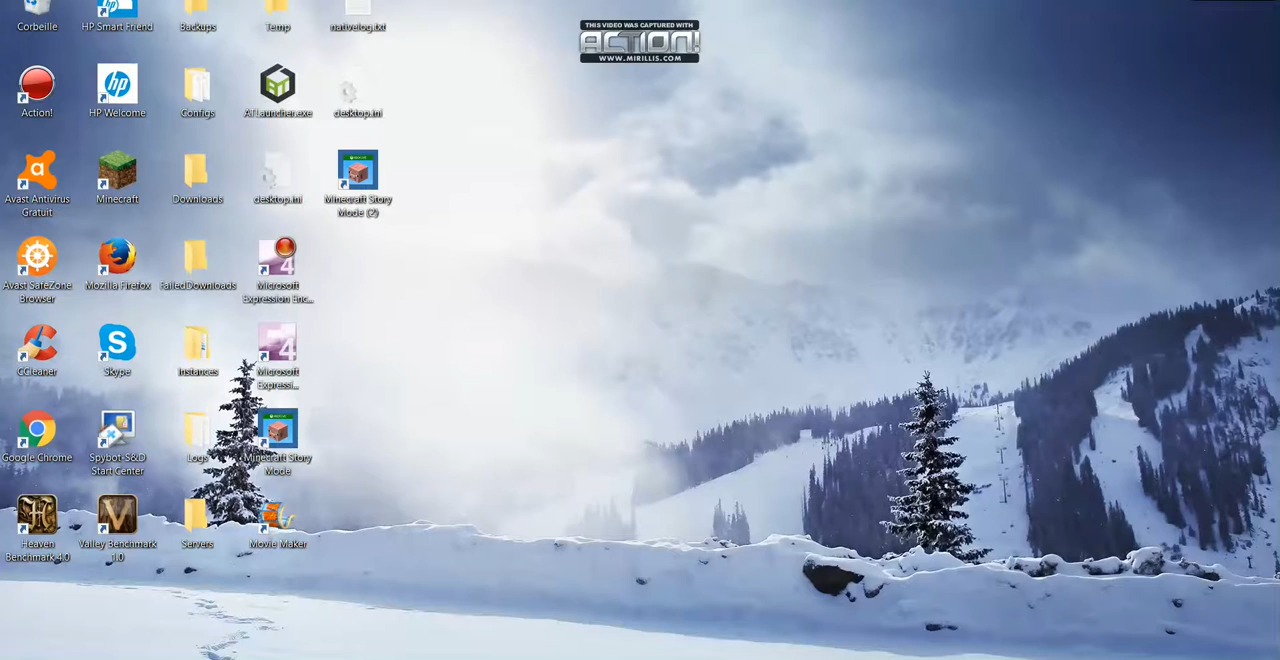 Corbeille
HP Smart Friend
Backups
Temp
nativelog.txt
THIS VIDEO WAS CAPTURED WITH
ACTION!
WWW.MIRILLIS.COM
Action!
HP Welcome
Configs
ATLauncher.exe
desktop.ini
Avast Antivirus
Gratuit
Minecraft
Downloads
desktop.ini
Minecraft Story
Mode (2)
Avast SafeZone
Browser
Mozilla Firefox
FailedDownloads
Microsoft
Expression Enc...
CCleaner
Skype
Instances
Microsoft
Expressi...
Google Chrome
Spybot-S&D
Start Center
Logs
Minecraft Story
Mode
Heaven
Benchmark 4.0
Valley Benchmark
1.0
Servers
Movie Maker